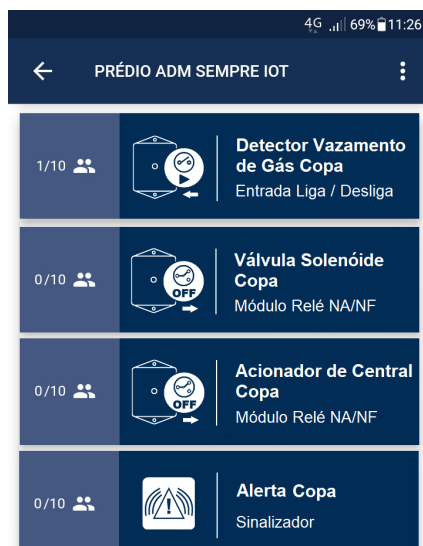 4G 69% 11:26
PRÉDIO ADM SEMPRE IOT
1/10
Detector Vazamento
de Gás Copa
Entrada Liga / Desliga
0/10
OFF
Válvula Solenóide
Copa
Módulo Relé NA/NF
0/10
OFF
Acionador de Central
Copa
Módulo Relé NA/NF
0/10
Alerta Copa
Sinalizador